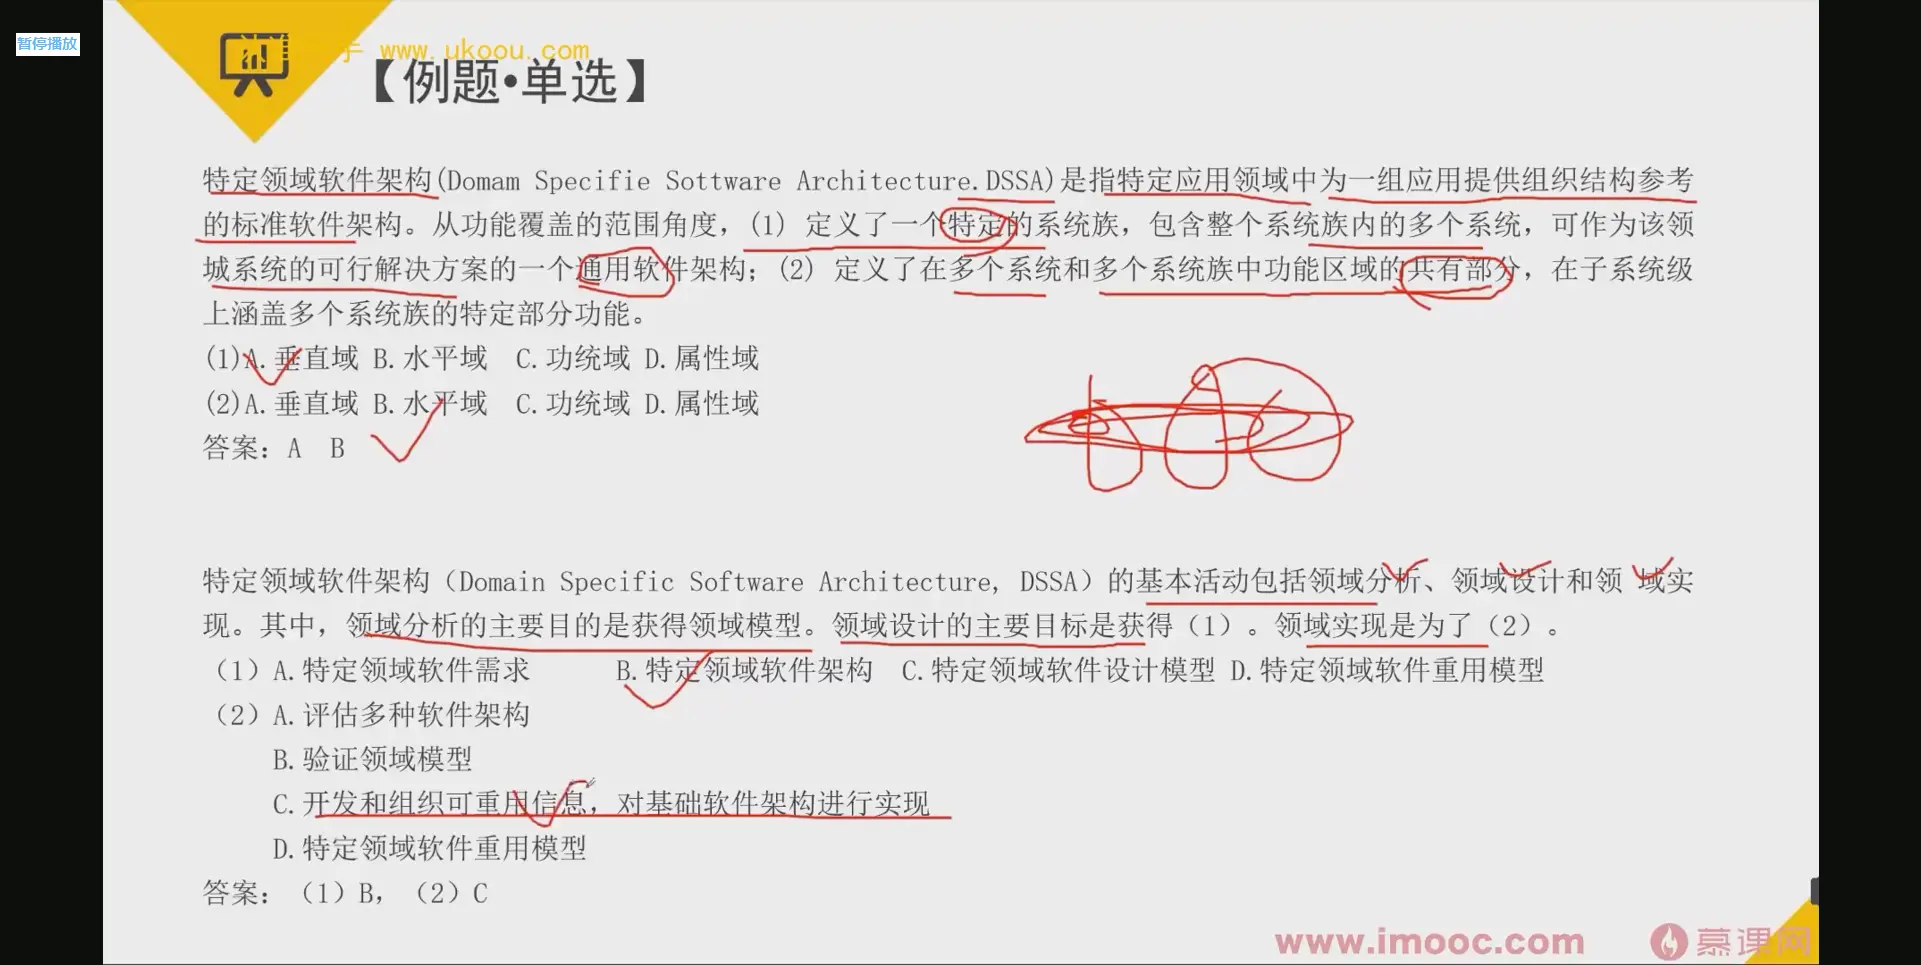 暂停播放
www.ukoou.com
【例题•单选】
特定领域软件架构(Domam Specifie Sottware Architecture.DSSA)是指特定应用领域中为一组应用提供组织结构参考
的标准软件架构。从功能覆盖的范围角度，(1) 定义了一个特定的系统族，包含整个系统族内的多个系统，可作为该领
城系统的可行解决方案的一个通用软件架构；(2) 定义了在多个系统和多个系统族中功能区域的共有部分，在子系统级
上涵盖多个系统族的特定部分功能。
(1)A.垂直域 B.水平域 C.功统域 D.属性域
(2)A.垂直域 B.水平域 C.功统域 D.属性域
答案：A B
特定领域软件架构（Domain Specific Software Architecture, DSSA）的基本活动包括领域分析、领域设计和领 域实
现。其中，领域分析的主要目的是获得领域模型。领域设计的主要目标是获得（1）。领域实现是为了（2）。
（1）A.特定领域软件需求 B.特定领域软件架构 C.特定领域软件设计模型 D.特定领域软件重用模型
（2）A.评估多种软件架构
B.验证领域模型
C.开发和组织可重用信息，对基础软件架构进行实现
D.特定领域软件重用模型
答案：（1）B，（2）C
www.imooc.com 慕课网